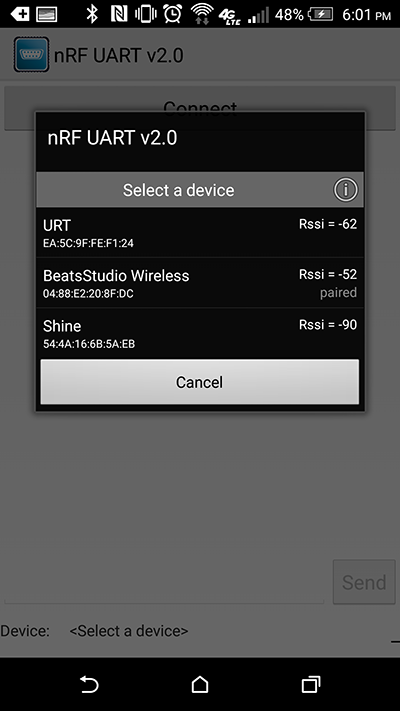 4G LTE 48% 6:01 PM
nRF UART v2.0
Connect
nRF UART v2.0
Select a device
URT Rssi = -62
EA:5C:9F:FE:F1:24
BeatsStudio Wireless Rssi = -52
04:88:E2:20:8F:DC paired
Shine Rssi = -90
54:4A:16:6B:5A:EB
Cancel
Send
Device: <Select a device>